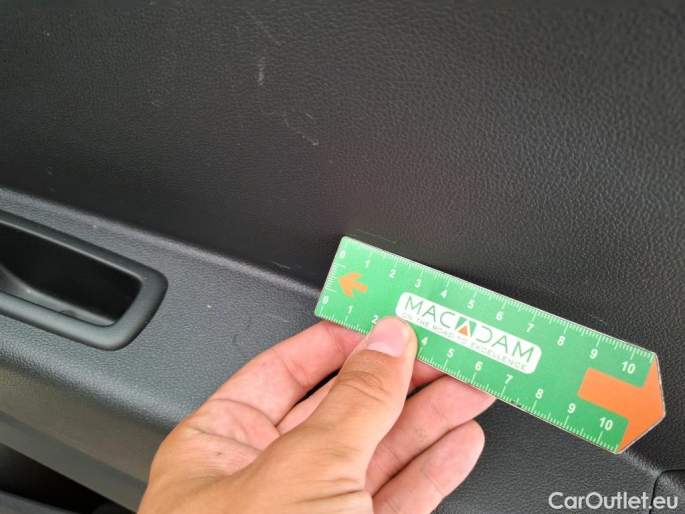 0 1 2 3 4 5 6 7 8 9 10
MACADAM
ON THE ROAD TO EXCELLENCE
0 1 2 4 5 6 7 8 9 10
CarOutlet.eu